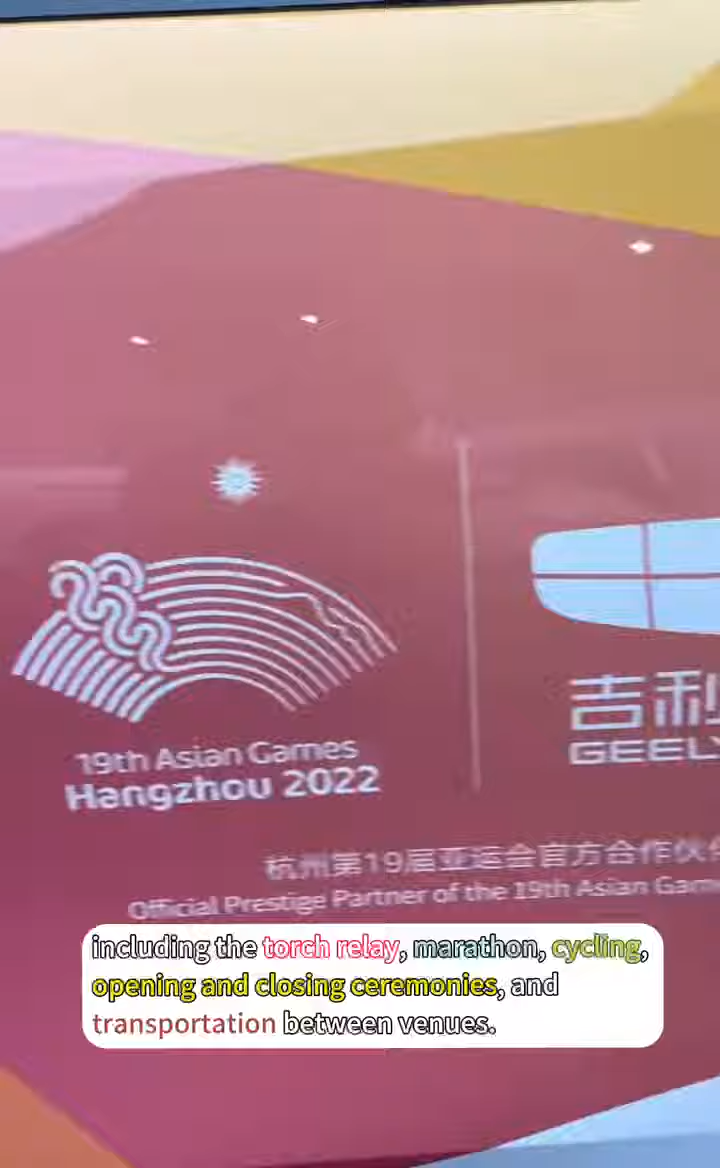 19th Asian Games
Hangzhou 2022
吉利
GEELY
杭州第19届亚运会官方合作伙伴
Official Prestige Partner of the 19th Asian Games
including the torch relay, marathon, cycling,
opening and closing ceremonies, and
transportation between venues.